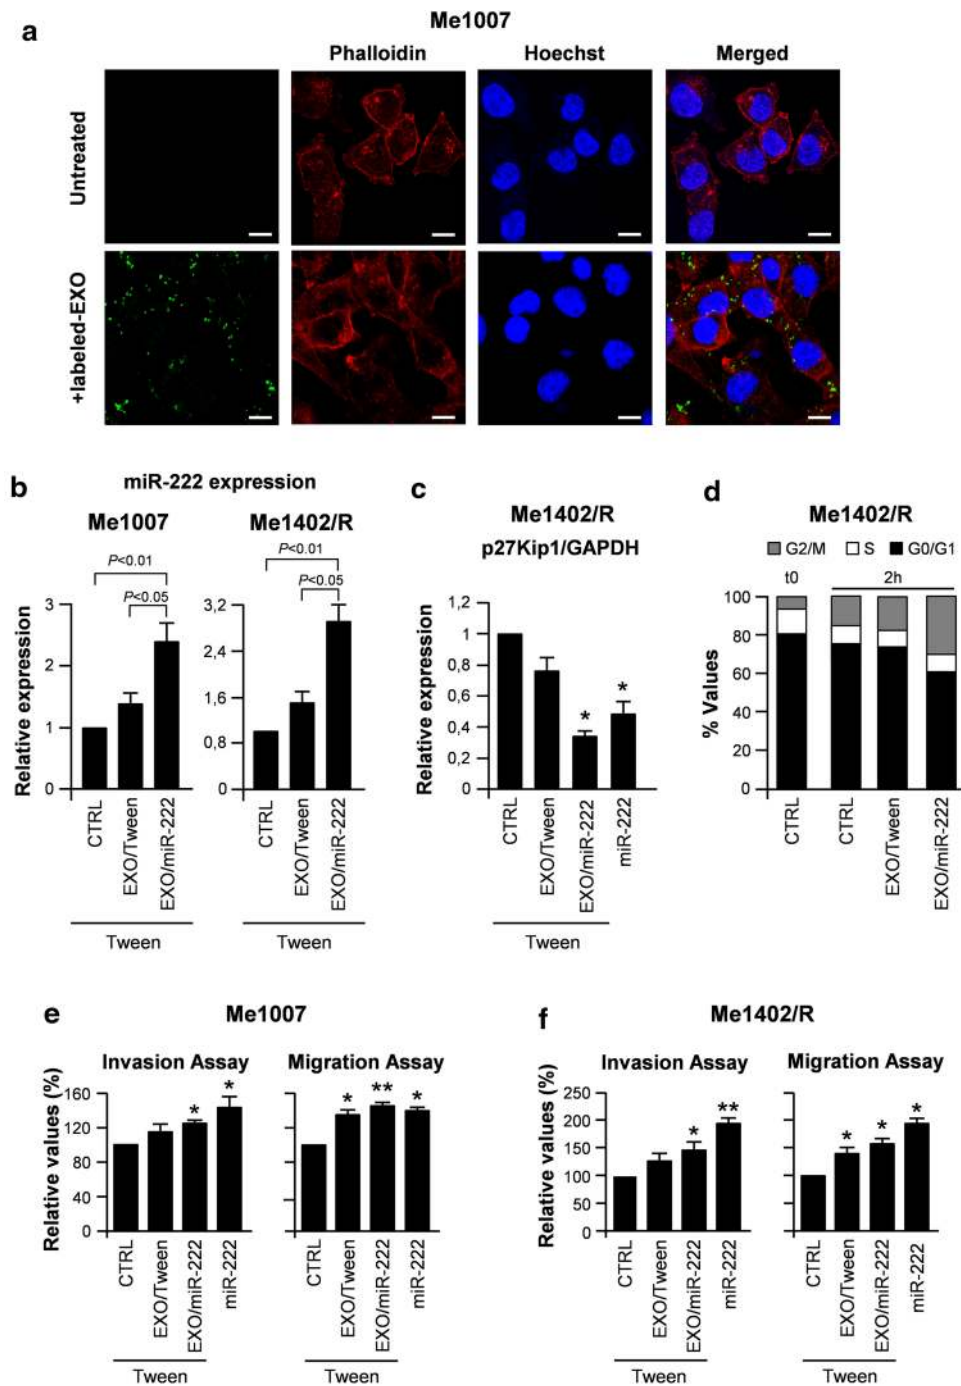 a
Me1007
Phalloidin Hoechst Merged
Untreated
+labeled-EXO
b
miR-222 expression
Me1007
Me1402/R
P<0.01
P<0.05
P<0.01
P<0.05
Relative expression
3
2
1
0
3,2
2,4
1,6
0,8
0
CTRL
EXO/Tween
EXO/miR-222
Tween
CTRL
EXO/Tween
EXO/miR-222
Tween
c
Me1402/R
p27Kip1/GAPDH
Relative expression
1,2
1
0,8
0,6
0,4
0,2
0
* *
CTRL
EXO/Tween
EXO/miR-222
miR-222
Tween
d
Me1402/R
G2/M S G0/G1
t0 2h
% Values
100
80
60
40
20
0
CTRL
CTRL
EXO/Tween
EXO/miR-222
e
Me1007
Invasion Assay Migration Assay
Relative values (%)
160
120
80
40
0
* *
* ** *
CTRL
EXO/Tween
EXO/miR-222
miR-222
Tween
CTRL
EXO/Tween
EXO/miR-222
miR-222
Tween
f
Me1402/R
Invasion Assay Migration Assay
Relative values (%)
250
200
150
100
50
0
* **
* * *
CTRL
EXO/Tween
EXO/miR-222
miR-222
Tween
CTRL
EXO/Tween
EXO/miR-222
miR-222
Tween